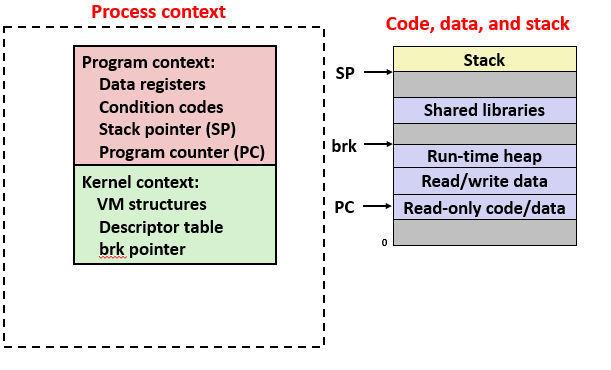 Process context
Program context:
Data registers
Condition codes
Stack pointer (SP)
Program counter (PC)
Kernel context:
VM structures
Descriptor table
brk pointer
Code, data, and stack
Stack
SP
Shared libraries
brk
Run-time heap
Read/write data
PC
Read-only code/data
0